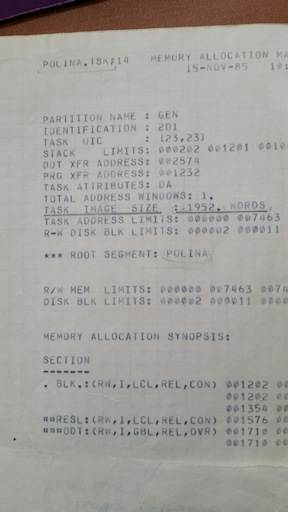 POLINA.TSK;14 MEMORY ALLOCATION MA
15-NOV-85 10:
PARTITION NAME : GEN
IDENTIFICATION : 201
TASK UIC : [23,23]
STACK LIMITS: 000202 001201 00100
ODT XFR ADDRESS: 002574
PRG XFR ADDRESS: 001232
TASK ATTRIBUTES: DA
TOTAL ADDRESS WINDOWS: 1.
TASK IMAGE SIZE : 1952. WORDS
TASK ADDRESS LIMITS: 000000 007463
R-W DISK BLK LIMITS: 000002 000011
*** ROOT SEGMENT: POLINA
R/W MEM LIMITS: 000000 007463 0074
DISK BLK LIMITS: 000002 000011 0000
MEMORY ALLOCATION SYNOPSIS:
SECTION
-------
. BLK.:(RW,I,LCL,REL,CON) 001202 00
001202 00
001354 00
$$RESL:(RW,I,LCL,REL,CON) 001576 00
$$$ODT:(RW,I,GBL,REL,OVR) 001710 00
001710 00